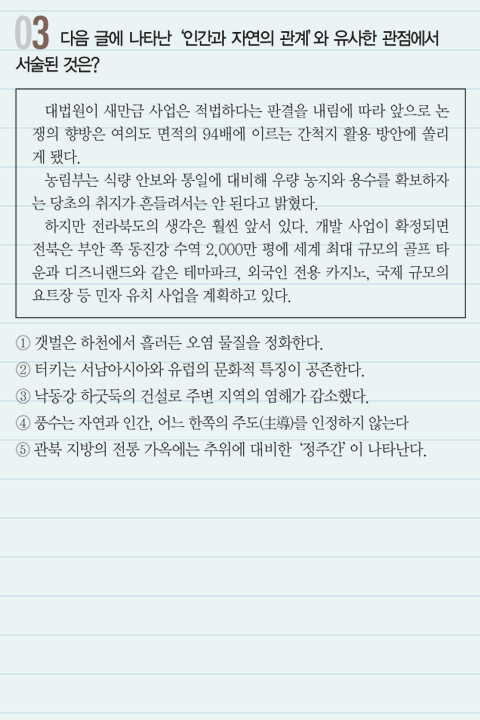 03 다음 글에 나타난 ‘인간과 자연의 관계’와 유사한 관점에서
서술된 것은?
대법원이 새만금 사업은 적법하다는 판결을 내림에 따라 앞으로 논
쟁의 향방은 여의도 면적의 94배에 이르는 간척지 활용 방안에 쏠리
게 됐다.
농림부는 식량 안보와 통일에 대비해 우량 농지와 용수를 확보하자
는 당초의 취지가 흔들려서는 안 된다고 밝혔다.
하지만 전라북도의 생각은 훨씬 앞서 있다. 개발 사업이 확정되면
전북은 부안 쪽 동진강 수역 2,000만 평에 세계 최대 규모의 골프 타
운과 디즈니랜드와 같은 테마파크, 외국인 전용 카지노, 국제 규모의
요트장 등 민자 유치 사업을 계획하고 있다.
① 갯벌은 하천에서 흘러든 오염 물질을 정화한다.
② 터키는 서남아시아와 유럽의 문화적 특징이 공존한다.
③ 낙동강 하굿둑의 건설로 주변 지역의 염해가 감소했다.
④ 풍수는 자연과 인간, 어느 한쪽의 주도(主導)를 인정하지 않는다
⑤ 관북 지방의 전통 가옥에는 추위에 대비한 ‘정주간’이 나타난다.